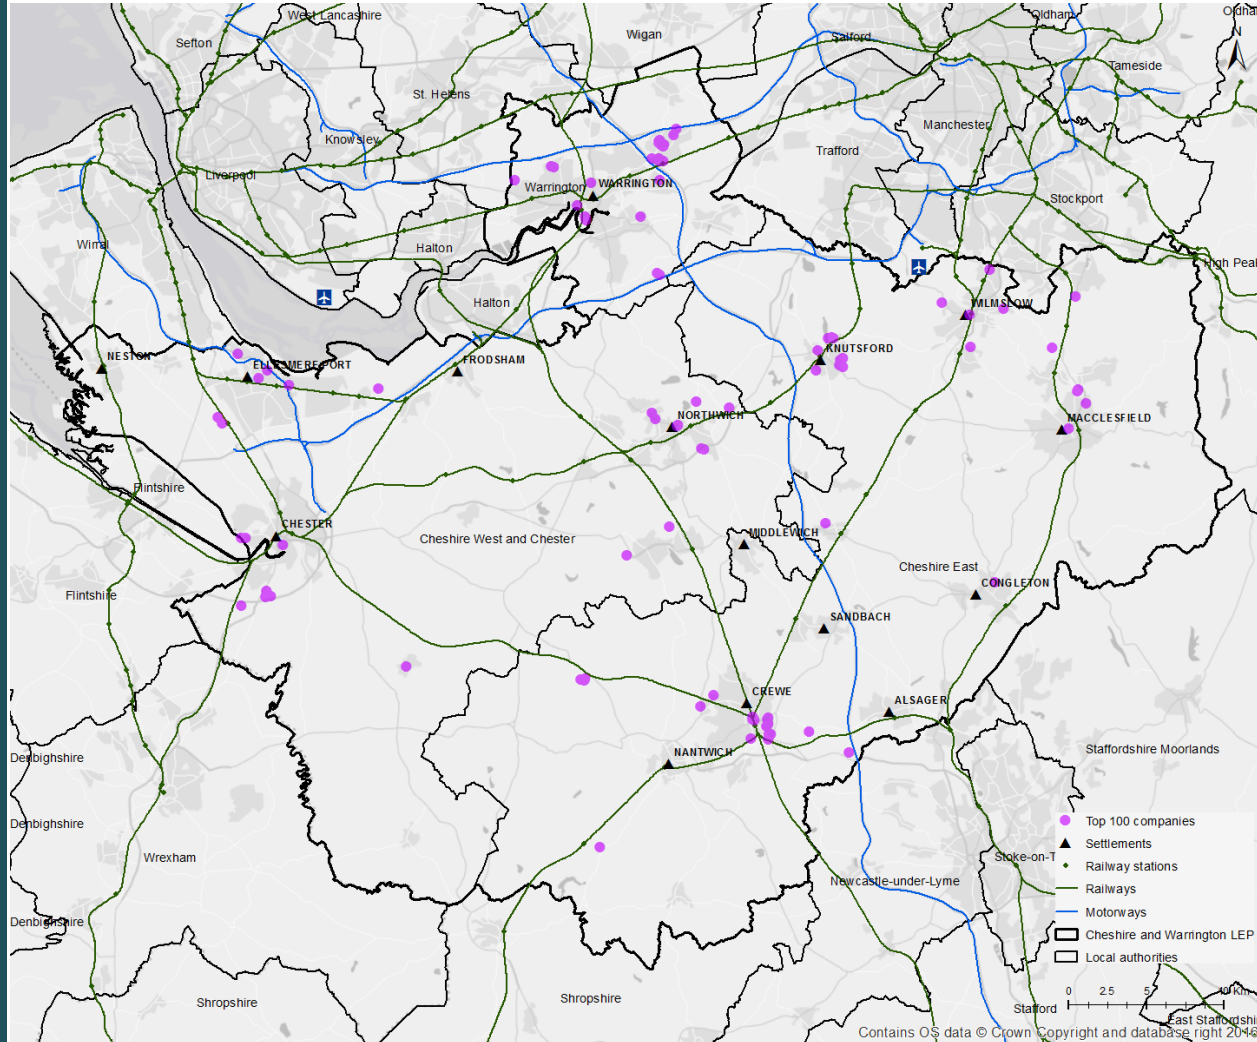 West Lancashire
Oldham
Sefton
Wigan
Salford
N
Tameside
St. Helens
Knowsley
Manchester
Trafford
Liverpool
Warrington
WARRINGTON
Stockport
Wirral
Halton
High Peal
Halton
WILMSLOW
NESTON
ELLESMERE PORT
FRODSHAM
KNUTSFORD
NORTHWICH
MACCLESFIELD
Flintshire
CHESTER
Cheshire West and Chester
MIDDLEWICH
Cheshire East
CONGLETON
Flintshire
SANDBACH
CREWE
ALSAGER
NANTWICH
Staffordshire Moorlands
Denbighshire
Top 100 companies
Denbighshire
Settlements
Wrexham
Stoke-on-T
Railway stations
Newcastle-under-Lyme
Railways
Motorways
Denbighshire
Cheshire and Warrington LEP
Local authorities
0 2.5 5 10 Km
Shropshire
Shropshire
Stafford
East Staffordshi
Contains OS data © Crown Copyright and database right 2016